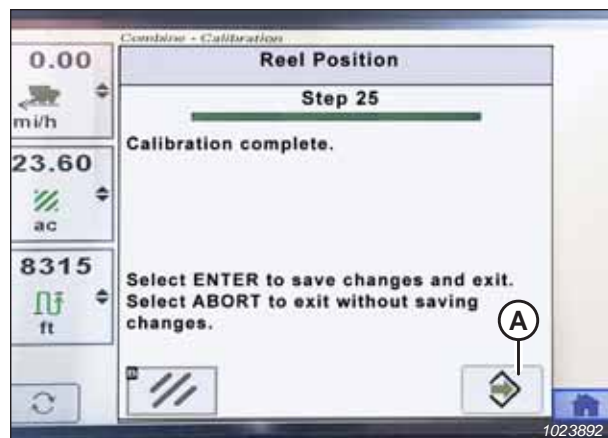 Combine - Calibration
Reel Position
Step 25
Calibration complete.
Select ENTER to save changes and exit.
Select ABORT to exit without saving
changes.
0.00
mi/h
23.60
ac
8315
ft
A
1023892